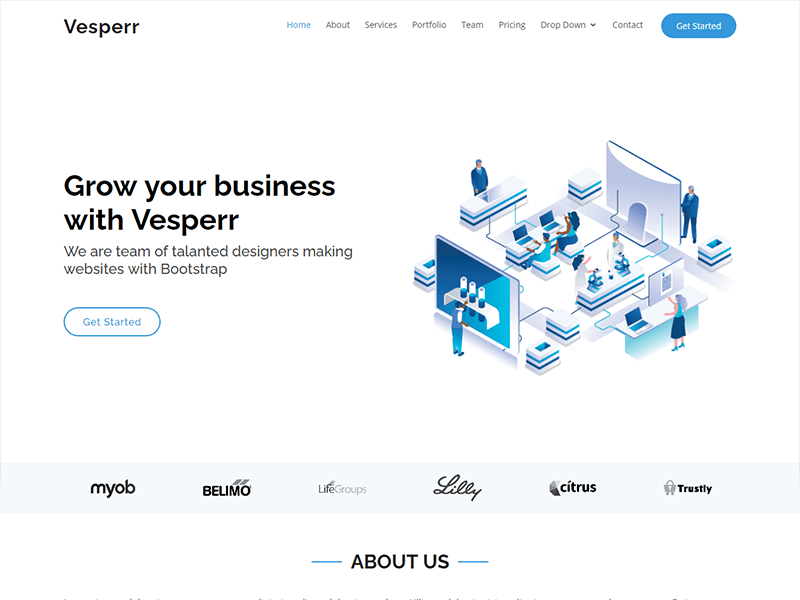 Vesperr
Home About Services Portfolio Team Pricing Drop Down Contact Get Started
Grow your business
with Vesperr
We are team of talanted designers making
websites with Bootstrap
Get Started
myob BELIMO LifeGroups Lilly citrus Trustly
ABOUT US